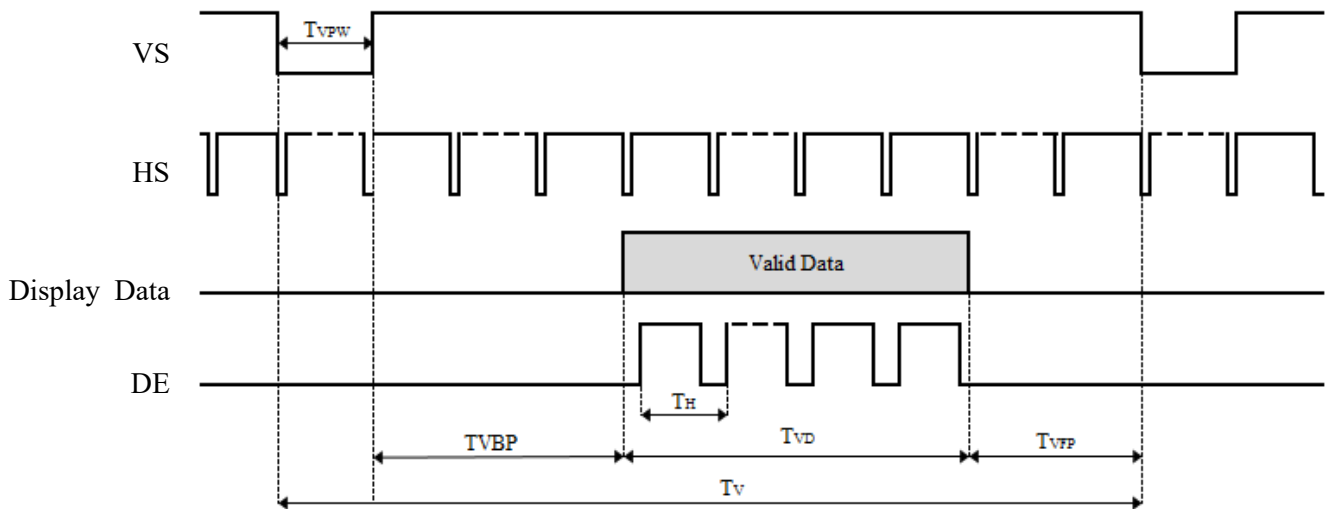 VS
TVPW
HS
Display Data
Valid Data
DE
TH
TVBP
TVD
TVFP
TV